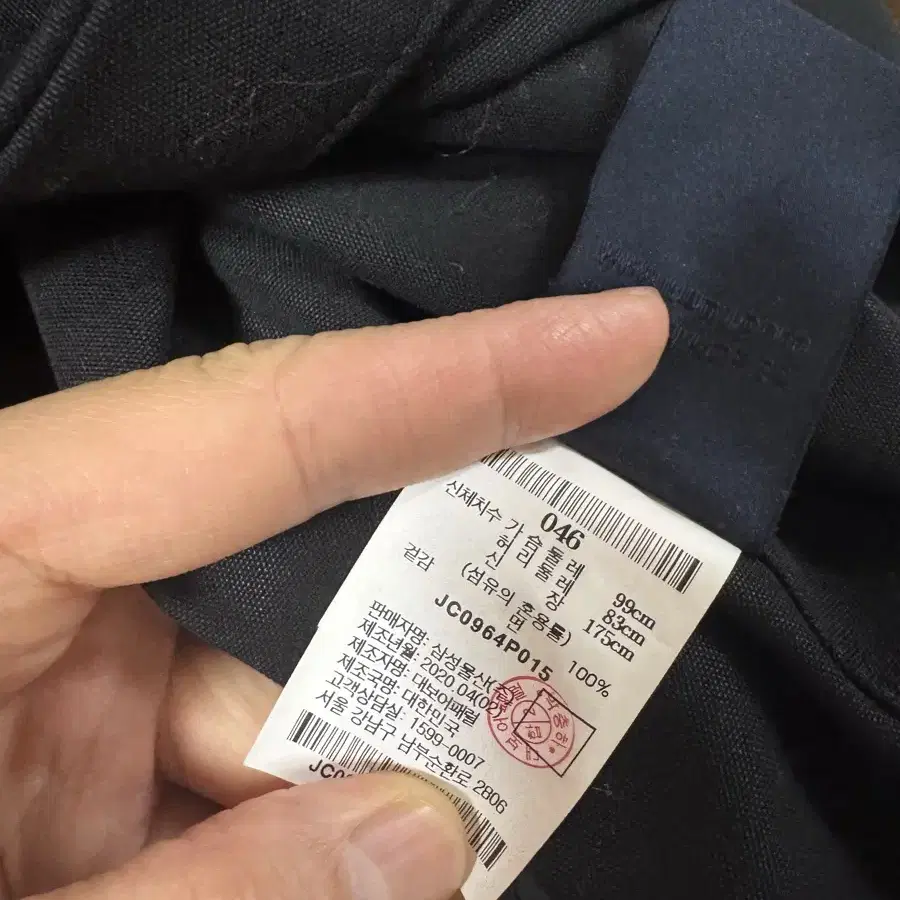 046
신체치수 가슴둘레 99cm
허리둘레 83cm
신장 175cm
(섬유의 혼용률)
겉감 면 100%
JC0964P015
판매자명: 삼성물산(주)
제조년월: 2020.04(02)
제조자명: 대보어패럴
제조국명: 대한민국
고객상담실: 1599-0007
서울 강남구 남부순환로 2806